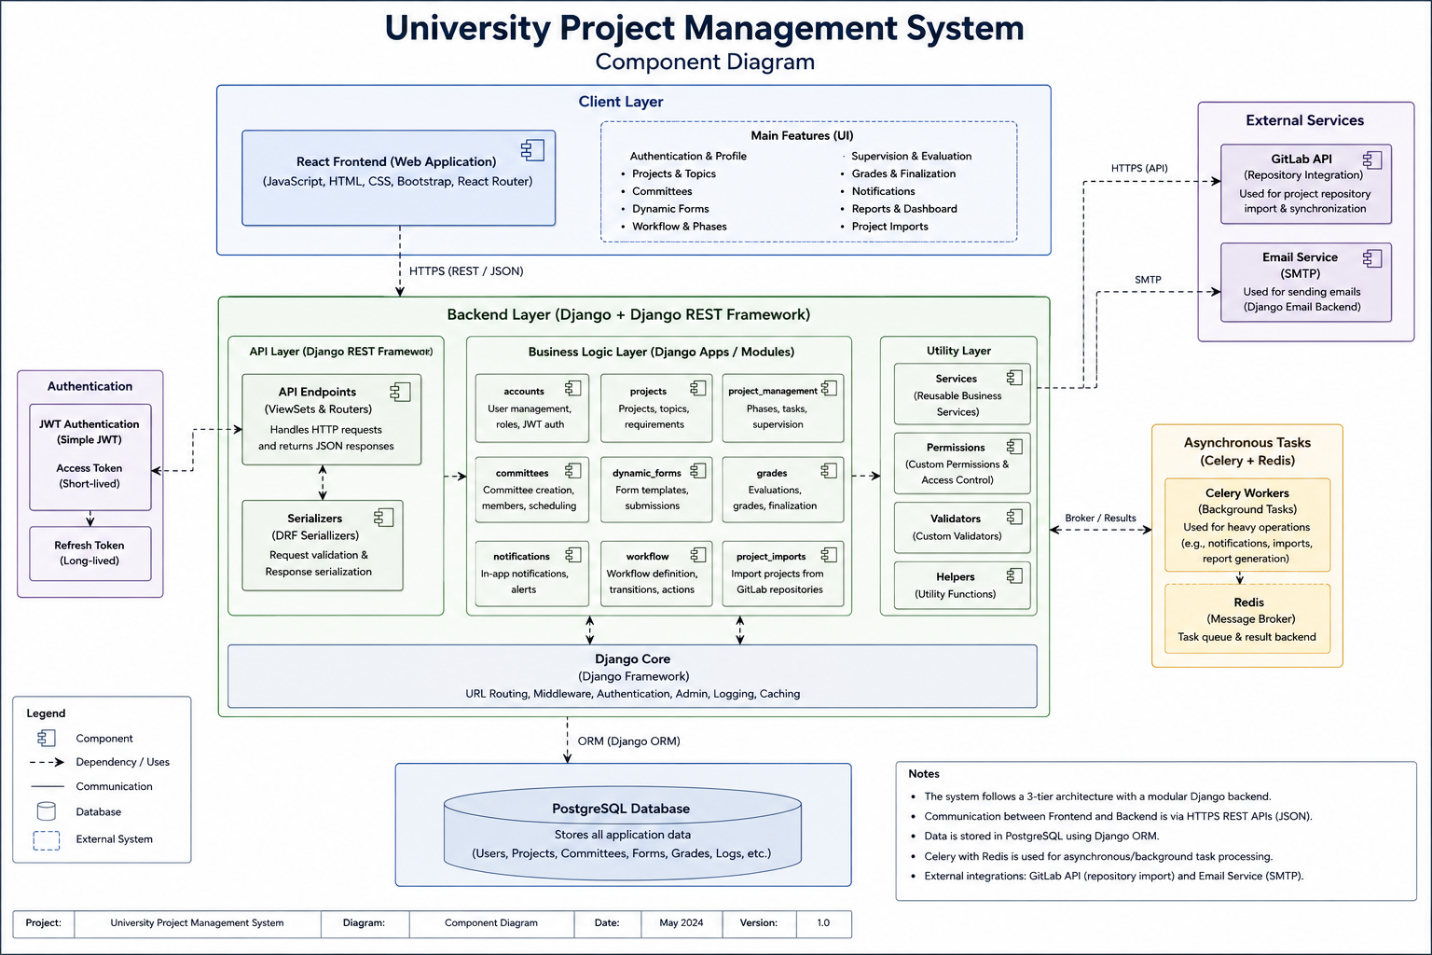 University Project Management System
Component Diagram
Client Layer
React Frontend (Web Application)
(JavaScript, HTML, CSS, Bootstrap, React Router)
Main Features (UI)
Authentication & Profile
• Projects & Topics
• Committees
• Dynamic Forms
• Workflow & Phases
· Supervision & Evaluation
• Grades & Finalization
• Notifications
• Reports & Dashboard
• Project Imports
HTTPS (REST / JSON)
External Services
GitLab API
(Repository Integration)
Used for project repository
import & synchronization
Email Service
(SMTP)
Used for sending emails
(Django Email Backend)
HTTPS (API)
SMTP
Backend Layer (Django + Django REST Framework)
API Layer (Django REST Framewor)
API Endpoints
(ViewSets & Routers)
Handles HTTP requests
and returns JSON responses
Serializers
(DRF Seriallizers)
Request validation &
Response serialization
Business Logic Layer (Django Apps / Modules)
accounts
User management,
roles, JWT auth
projects
Projects, topics,
requirements
project_management
Phases, tasks,
supervision
committees
Committee creation,
members, scheduling
dynamic_forms
Form templates,
submissions
grades
Evaluations,
grades, finalization
notifications
In-app notifications,
alerts
workflow
Workflow definition,
transitions, actions
project_imports
Import projects from
GitLab repositories
Utility Layer
Services
(Reusable Business
Services)
Permissions
(Custom Permissions &
Access Control)
Validators
(Custom Validators)
Helpers
(Utility Functions)
Django Core
(Django Framework)
URL Routing, Middleware, Authentication, Admin, Logging, Caching
Authentication
JWT Authentication
(Simple JWT)
Access Token
(Short-lived)
Refresh Token
(Long-lived)
Broker / Results
Asynchronous Tasks
(Celery + Redis)
Celery Workers
(Background Tasks)
Used for heavy operations
(e.g., notifications, imports,
report generation)
Redis
(Message Broker)
Task queue & result backend
ORM (Django ORM)
PostgreSQL Database
Stores all application data
(Users, Projects, Committees, Forms, Grades, Logs, etc.)
Legend
Component
Dependency / Uses
Communication
Database
External System
Notes
• The system follows a 3-tier architecture with a modular Django backend.
• Communication between Frontend and Backend is via HTTPS REST APIs (JSON).
• Data is stored in PostgreSQL using Django ORM.
• Celery with Redis is used for asynchronous/background task processing.
• External integrations: GitLab API (repository import) and Email Service (SMTP).
Project: University Project Management System Diagram: Component Diagram Date: May 2024 Version: 1.0